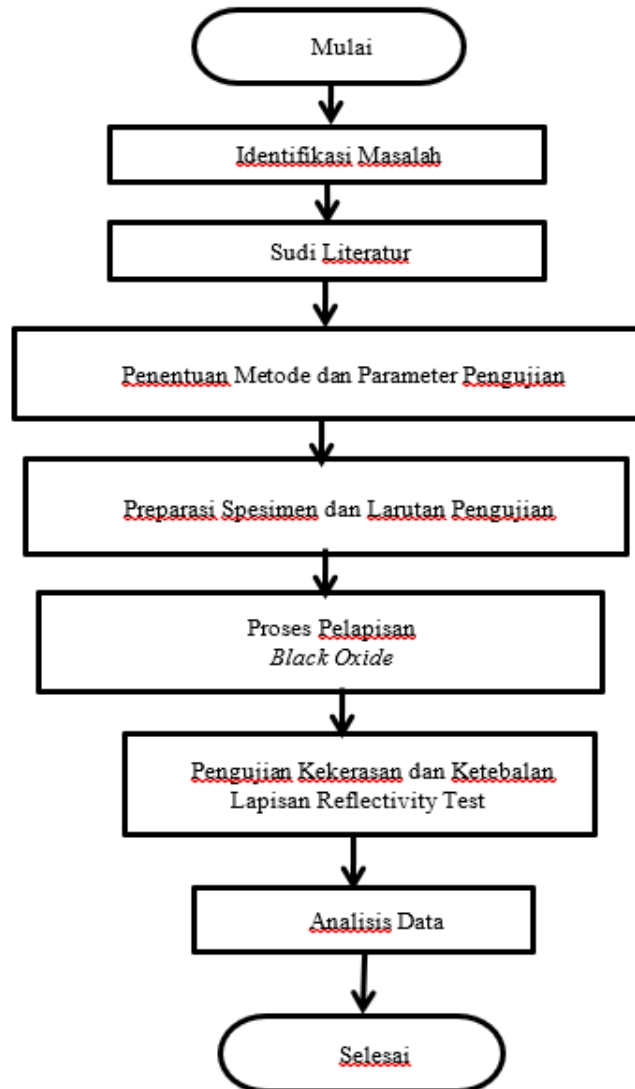 Mulai
Identifikasi Masalah
Sudi Literatur
Penentuan Metode dan Parameter Pengujian
Preparasi Spesimen dan Larutan Pengujian
Proses Pelapisan
Black Oxide
Pengujian Kekerasan dan Ketebalan
Lapisan Reflectivity Test
Analisis Data
Selesai